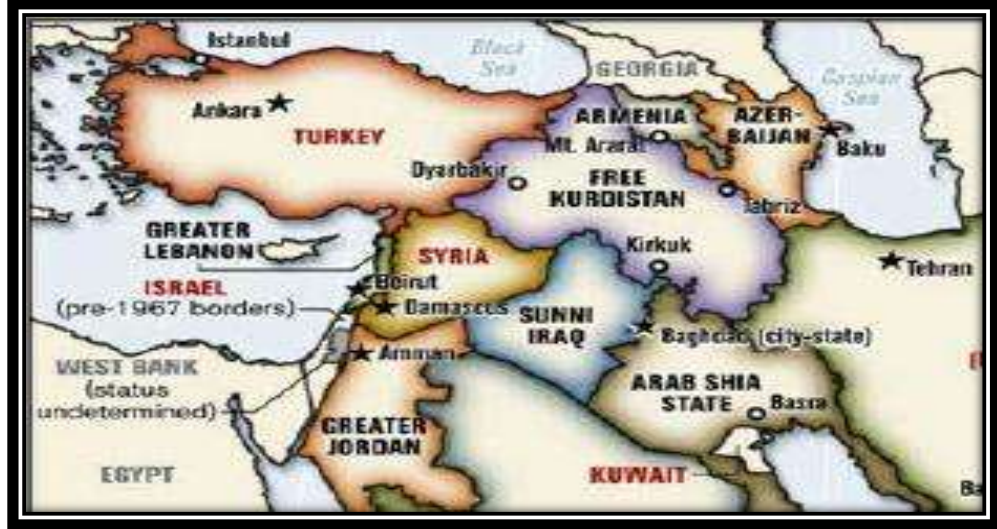 Istanbul
Black
Sea
GEORGIA
Caspian
Sea
Ankara
TURKEY
ARMENIA
AZER-
BAIJAN
Mt. Ararat
Baku
Dyarbakir
FREE
KURDISTAN
Tabriz
GREATER
LEBANON
SYRIA
Kirkuk
Tehran
ISRAEL
(pre-1967 borders)
Beirut
Damascus
SUNNI
IRAQ
Baghdad (city-state)
WEST BANK
(status
undetermined)
Amman
ARAB SHIA
STATE
Basra
GREATER
JORDAN
EGYPT
KUWAIT